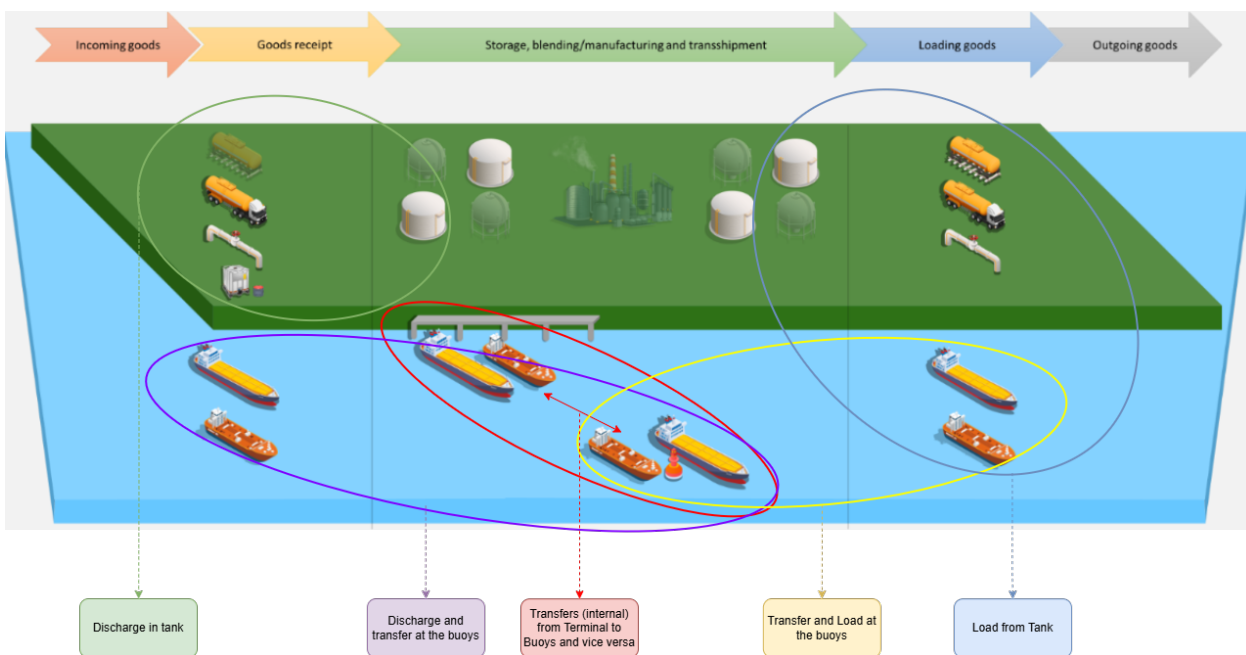 Incoming goods
Goods receipt
Storage, blending/manufacturing and transshipment
Loading goods
Outgoing goods
Discharge in tank
Discharge and
transfer at the buoys
Transfers (internal)
from Terminal to
Buoys and vice versa
Transfer and Load at
the buoys
Load from Tank